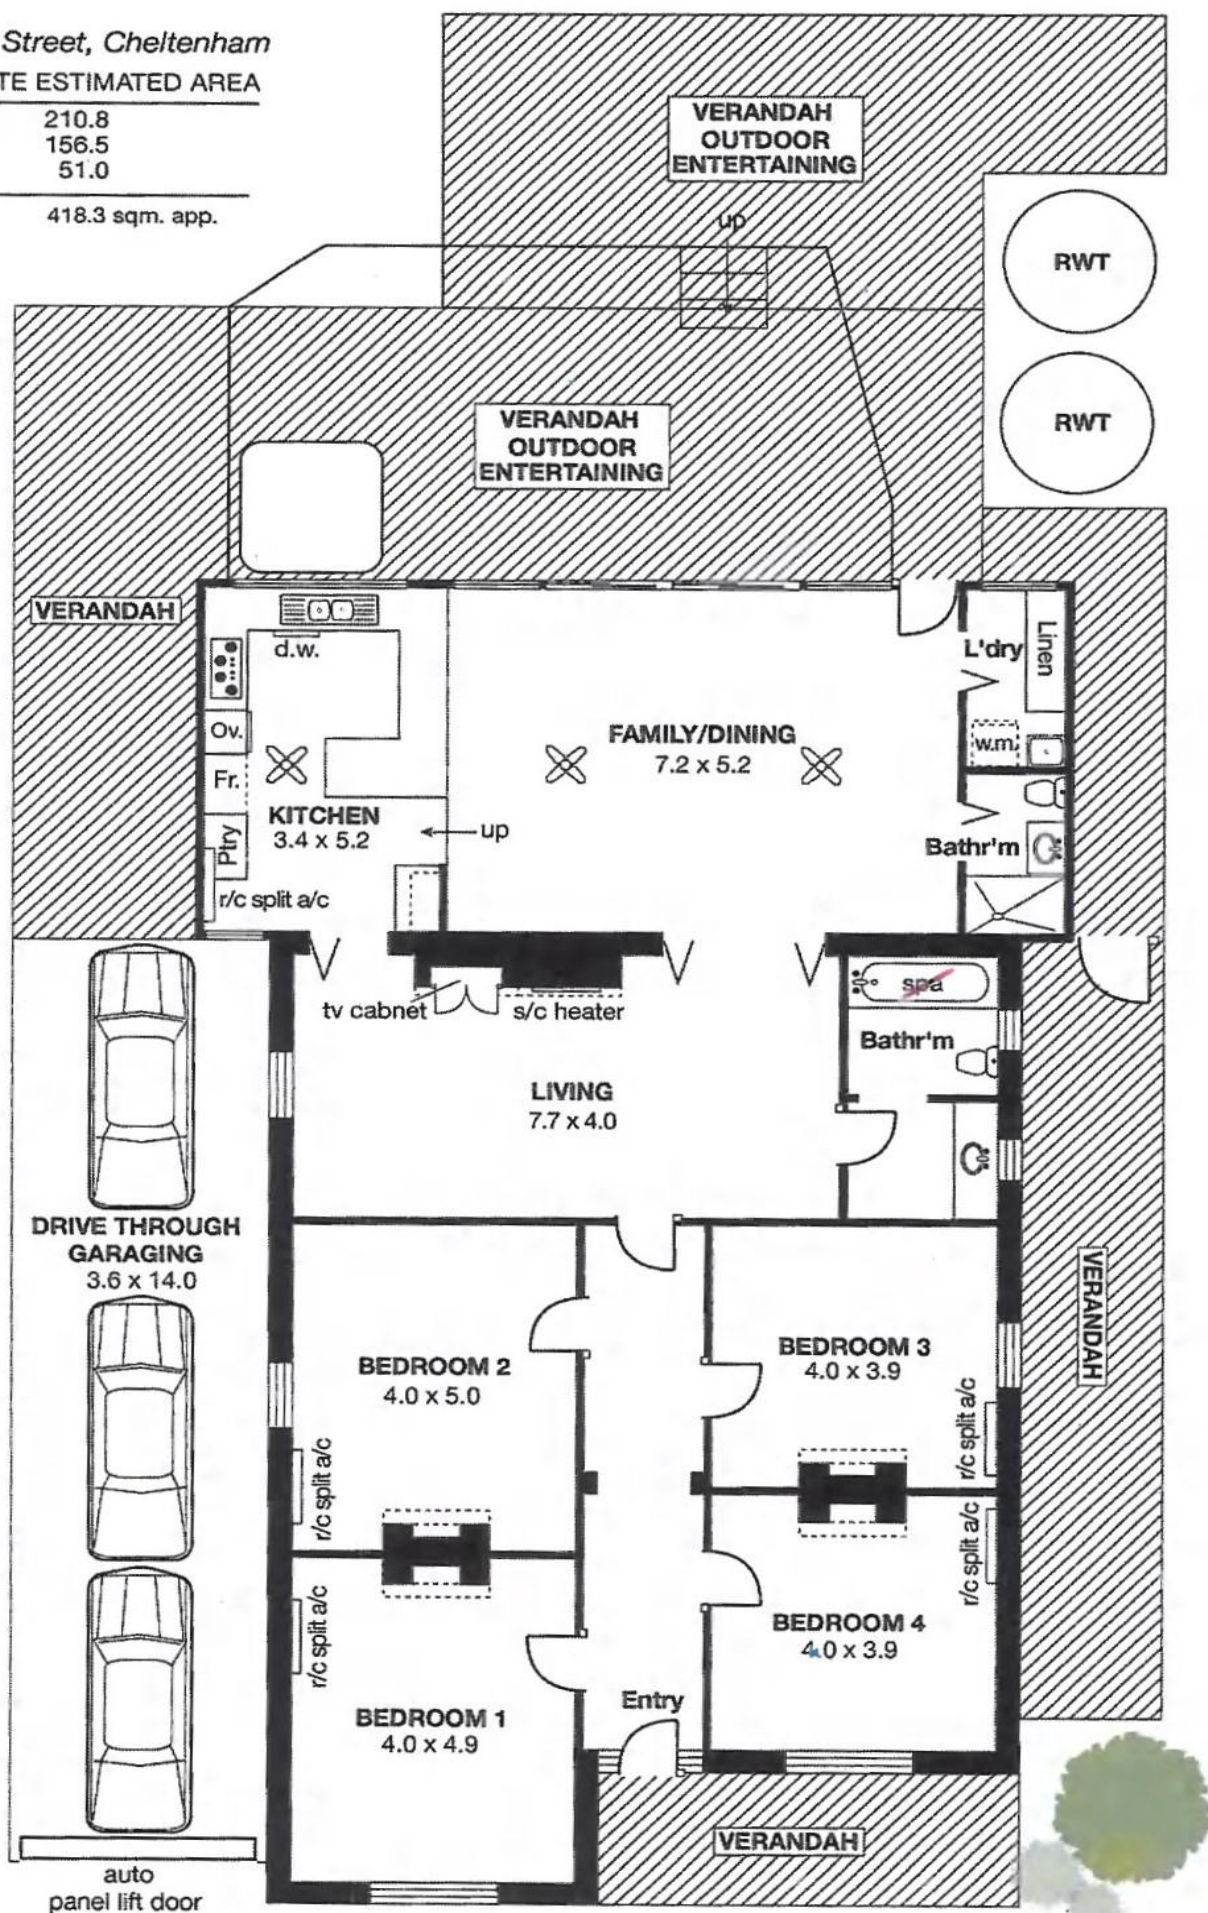 Street, Cheltenham
TE ESTIMATED AREA
210.8
156.5
51.0
418.3 sqm. app.
VERANDAH
OUTDOOR
ENTERTAINING
up
RWT
RWT
VERANDAH
OUTDOOR
ENTERTAINING
VERANDAH
d.w.
L'dry
Linen
Ov.
FAMILY/DINING
7.2 x 5.2
w.m.
Fr.
KITCHEN
3.4 x 5.2
up
Ptry
Bathr'm
r/c split a/c
tv cabnet
s/c heater
spa
Bathr'm
LIVING
7.7 x 4.0
DRIVE THROUGH
GARAGING
3.6 x 14.0
VERANDAH
BEDROOM 2
4.0 x 5.0
BEDROOM 3
4.0 x 3.9
r/c split a/c
r/c split a/c
r/c split a/c
r/c split a/c
BEDROOM 4
4.0 x 3.9
BEDROOM 1
4.0 x 4.9
Entry
VERANDAH
auto
panel lift door